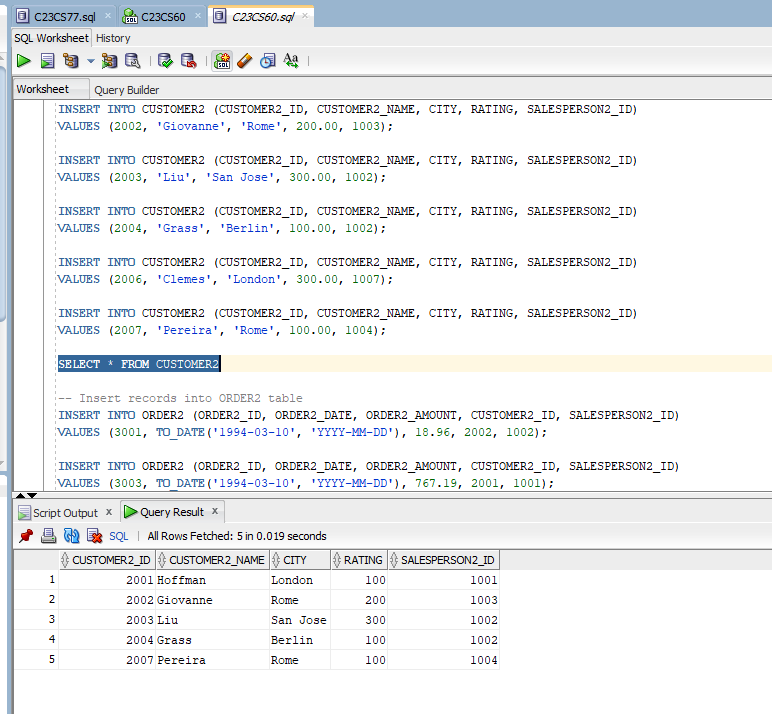 C23CS77.sql × C23CS60 × C23CS60.sql ×
SQL Worksheet History
Worksheet Query Builder
INSERT INTO CUSTOMER2 (CUSTOMER2_ID, CUSTOMER2_NAME, CITY, RATING, SALESPERSON2_ID)
VALUES (2002, 'Giovanne', 'Rome', 200.00, 1003);
INSERT INTO CUSTOMER2 (CUSTOMER2_ID, CUSTOMER2_NAME, CITY, RATING, SALESPERSON2_ID)
VALUES (2003, 'Liu', 'San Jose', 300.00, 1002);
INSERT INTO CUSTOMER2 (CUSTOMER2_ID, CUSTOMER2_NAME, CITY, RATING, SALESPERSON2_ID)
VALUES (2004, 'Grass', 'Berlin', 100.00, 1002);
INSERT INTO CUSTOMER2 (CUSTOMER2_ID, CUSTOMER2_NAME, CITY, RATING, SALESPERSON2_ID)
VALUES (2006, 'Clemes', 'London', 300.00, 1007);
INSERT INTO CUSTOMER2 (CUSTOMER2_ID, CUSTOMER2_NAME, CITY, RATING, SALESPERSON2_ID)
VALUES (2007, 'Pereira', 'Rome', 100.00, 1004);
SELECT * FROM CUSTOMER2
-- Insert records into ORDER2 table
INSERT INTO ORDER2 (ORDER2_ID, ORDER2_DATE, ORDER2_AMOUNT, CUSTOMER2_ID, SALESPERSON2_ID)
VALUES (3001, TO_DATE('1994-03-10', 'YYYY-MM-DD'), 18.96, 2002, 1002);
INSERT INTO ORDER2 (ORDER2_ID, ORDER2_DATE, ORDER2_AMOUNT, CUSTOMER2_ID, SALESPERSON2_ID)
VALUES (3003, TO_DATE('1994-03-10', 'YYYY-MM-DD'), 767.19, 2001, 1001);
Script Output × Query Result ×
SQL | All Rows Fetched: 5 in 0.019 seconds
CUSTOMER2_ID CUSTOMER2_NAME CITY RATING SALESPERSON2_ID
1 2001 Hoffman London 100 1001
2 2002 Giovanne Rome 200 1003
3 2003 Liu San Jose 300 1002
4 2004 Grass Berlin 100 1002
5 2007 Pereira Rome 100 1004